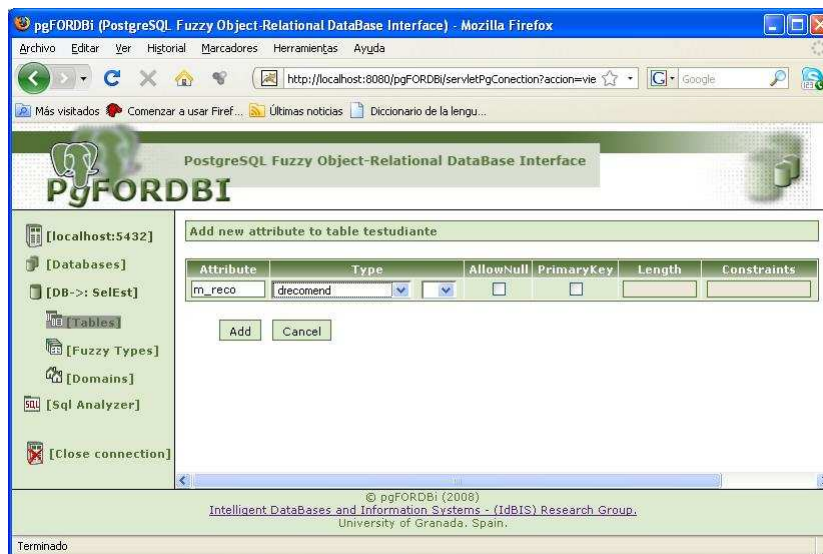 pgFORDBi (PostgreSQL Fuzzy Object-Relational DataBase Interface) - Mozilla Firefox
Archivo Editar Ver Historial Marcadores Herramientas Ayuda
http://localhost:8080/pgFORDBi/servletPgConection?accion=vie
Google
Más visitados Comenzar a usar Firef... Últimas noticias Diccionario de la lengu...
PostgreSQL Fuzzy Object-Relational DataBase Interface
PgFORDBI
[localhost:5432]
[Databases]
[DB->: SelEst]
[Tables]
[Fuzzy Types]
[Domains]
SQL [Sql Analyzer]
[Close connection]
Add new attribute to table testudiante
Attribute Type AllowNull PrimaryKey Length Constraints
m_reco drecomend
Add Cancel
© pgFORDBi (2008)
Intelligent DataBases and Information Systems - (IdBIS) Research Group.
University of Granada. Spain.
Terminado